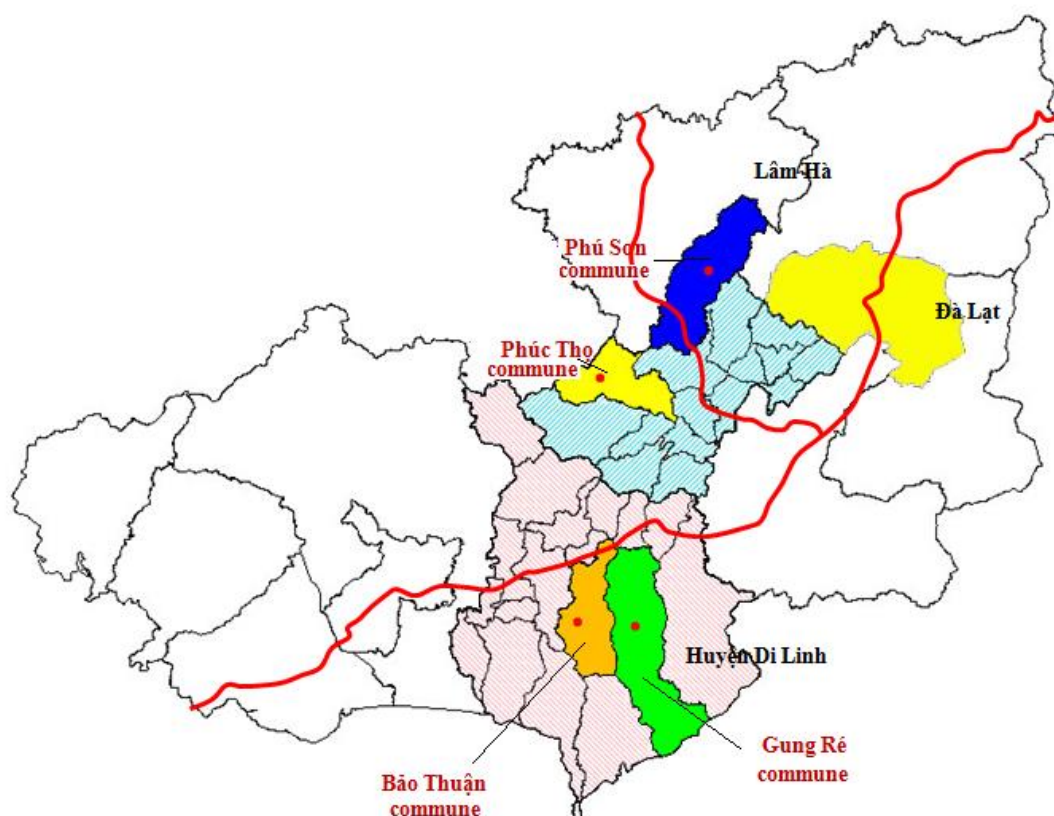 Lâm Hà
Phú Sơn
commune
Đà Lạt
Phúc Thọ
commune
Huyện Di Linh
Gung Ré
commune
Bảo Thuận
commune